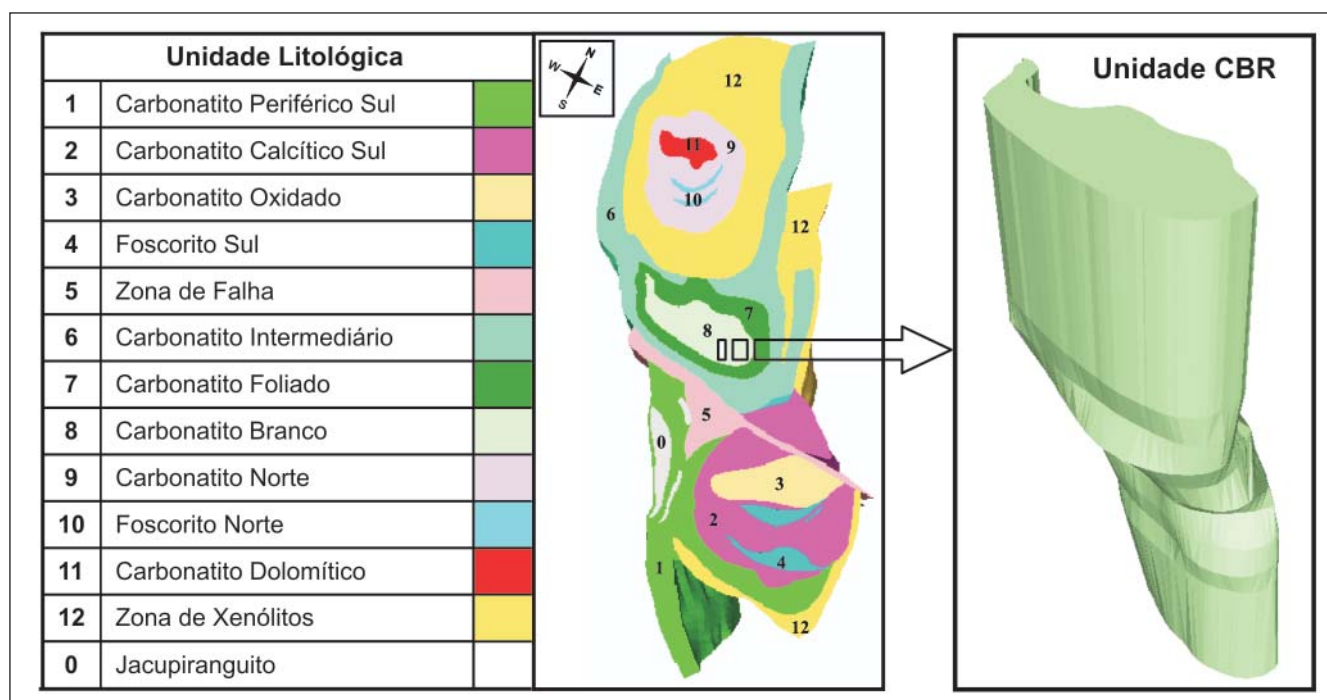 Unidade Litológica
1 Carbonatito Periférico Sul
2 Carbonatito Calcítico Sul
3 Carbonatito Oxidado
4 Foscorito Sul
5 Zona de Falha
6 Carbonatito Intermediário
7 Carbonatito Foliado
8 Carbonatito Branco
9 Carbonatito Norte
10 Foscorito Norte
11 Carbonatito Dolomítico
12 Zona de Xenólitos
0 Jacupiranguito
N
W
E
S
12
11
9
10
6
12
7
8
5
0
3
2
4
1
12
Unidade CBR